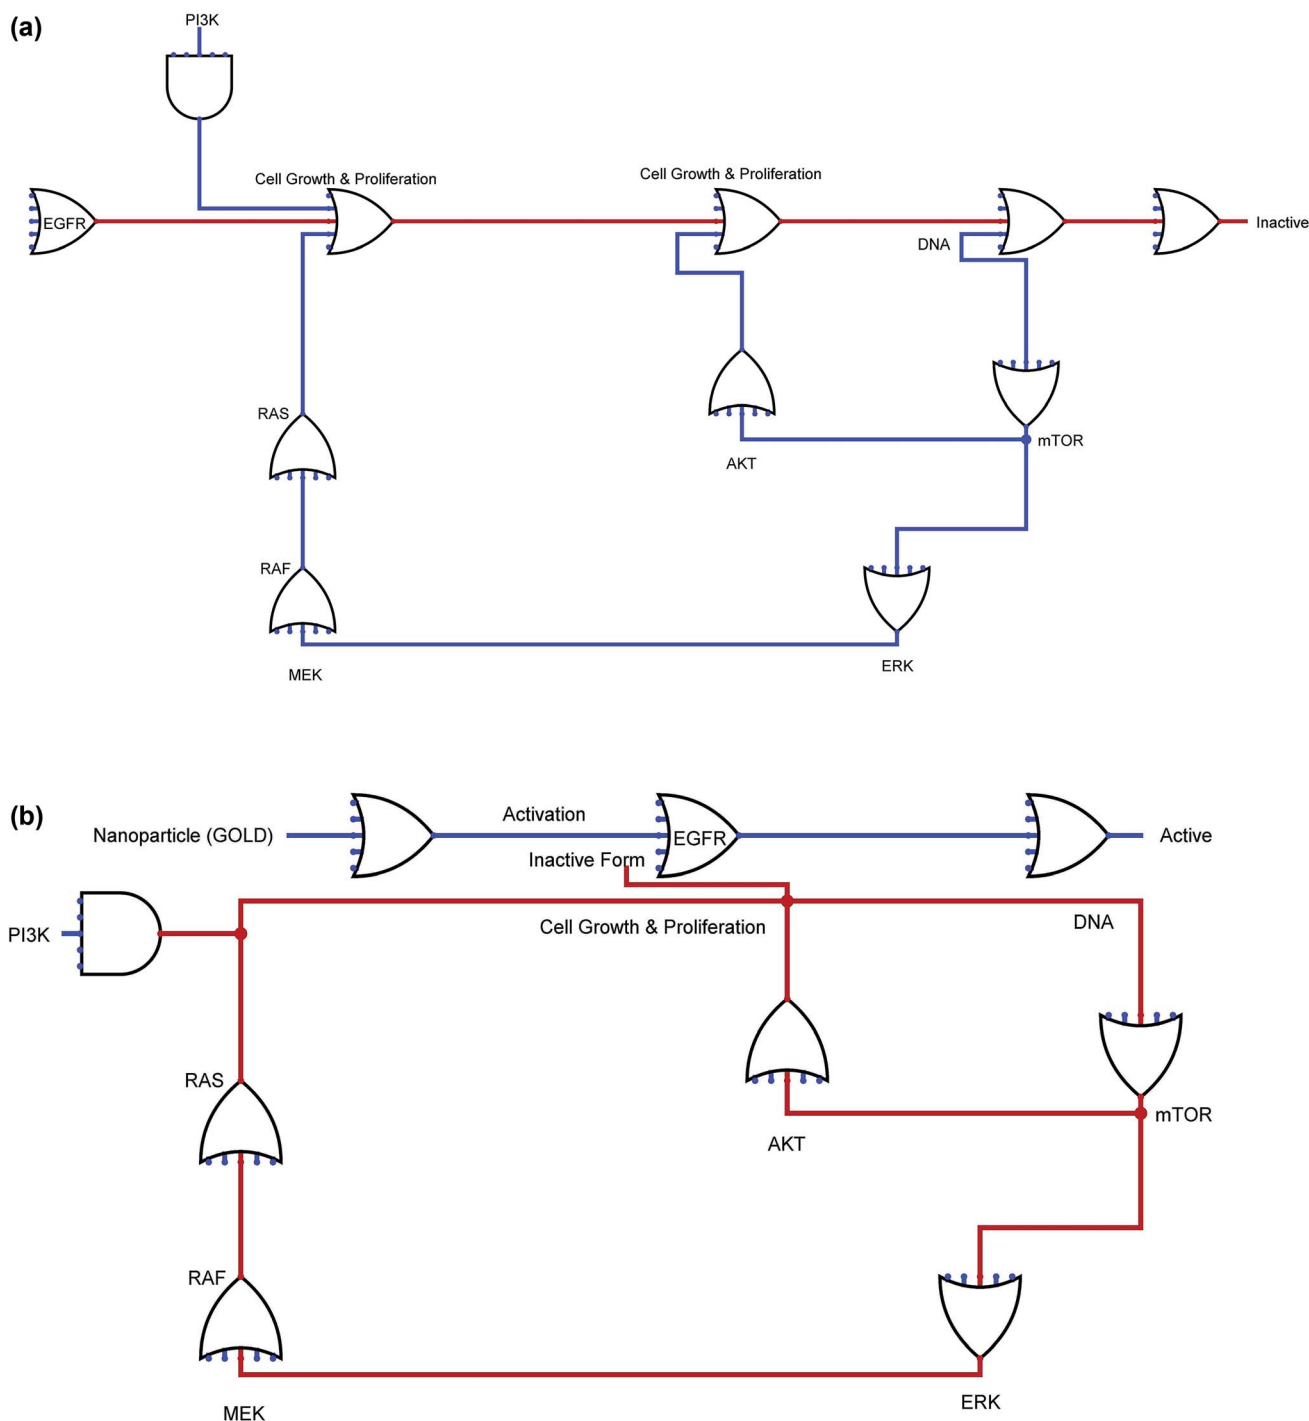 (a)
PI3K
Cell Growth & Proliferation
Cell Growth & Proliferation
EGFR
Inactive
DNA
RAS
mTOR
AKT
RAF
MEK
ERK
(b)
Activation
Nanoparticle (GOLD)
EGFR
Active
Inactive Form
PI3K
Cell Growth & Proliferation
DNA
RAS
mTOR
AKT
RAF
MEK
ERK